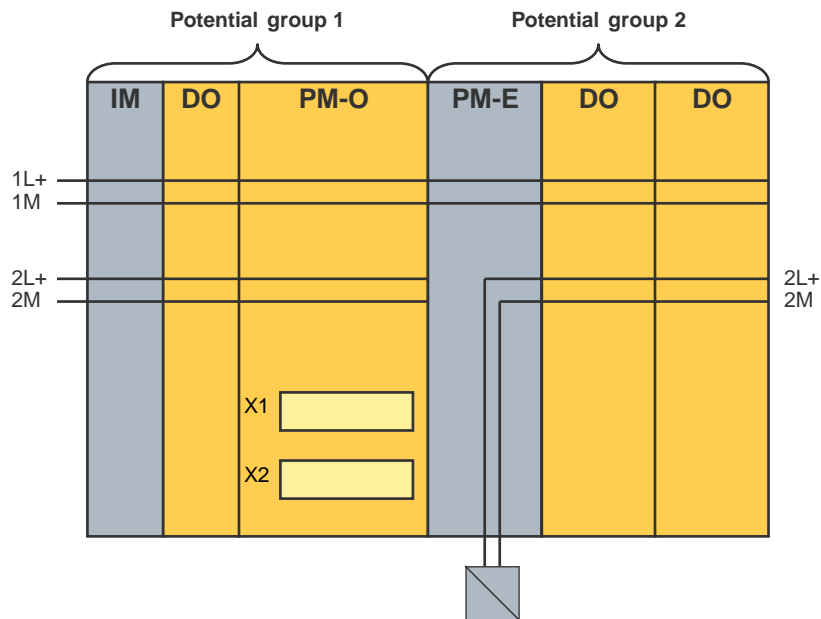 Potential group 1 Potential group 2
IM DO PM-O PM-E DO DO
1L+
1M
2L+ 2L+
2M 2M
X1
X2